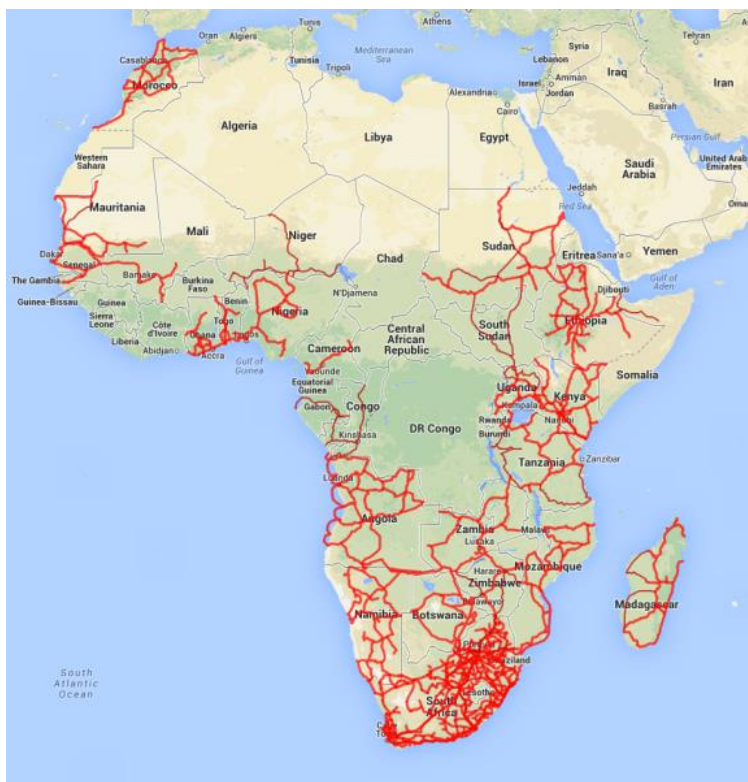 Tunis
Athens
Tehran
Oran
Algiers
Syria
Mediterranean
Sea
Casablanca
Tunisia
Tripoli
Lebanon
Iraq
Iran
Israel
Amman
Jordan
Morocco
Alexandria
Cairo
Basrah
Persian Gulf
Algeria
Libya
Egypt
Western
Sahara
Saudi
Arabia
United Arab
Emirates
Jeddah
Red Sea
Mauritania
Mali
Niger
Chad
Sudan
Eritrea
Sana'a
Yemen
Dakar
Senegal
The Gambia
Bamako
Burkina
Faso
N'Djamena
Gulf of
Aden
Djibouti
Guinea-Bissau
Guinea
Benin
Nigeria
Sierra
Leone
Côte
d'Ivoire
Togo
Ghana
Lagos
Liberia
Abidjan
Accra
Gulf of
Guinea
Cameroon
Yaounde
Central
African
Republic
South
Sudan
Ethiopia
Somalia
Equatorial
Guinea
Gabon
Congo
Uganda
Kampala
Kenya
Nairobi
DR Congo
Rwanda
Burundi
Kinshasa
Tanzania
Zanzibar
Luanda
Angola
Zambia
Lusaka
Malawi
Harare
Mozambique
Zimbabwe
Bulawayo
Madagascar
Namibia
Botswana
Pretoria
Lesotho
South
Africa
South
Atlantic
Ocean